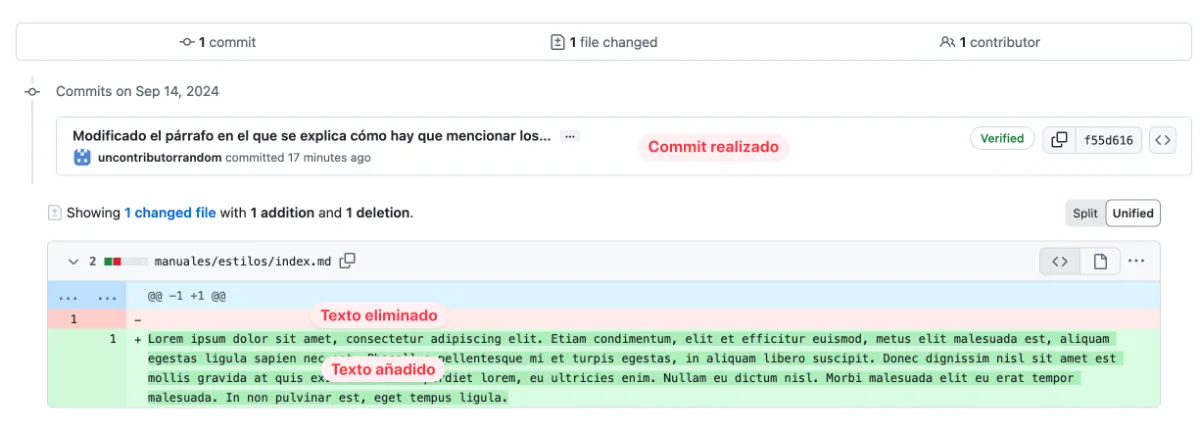 1 commit
1 file changed
1 contributor
Commits on Sep 14, 2024
Modificado el párrafo en el que se explica cómo hay que mencionar los... ...
Commit realizado
Verified
f55d616
uncontributorrandom committed 17 minutes ago
Showing 1 changed file with 1 addition and 1 deletion.
Split Unified
2 manuales/estilos/index.md
... ... @@ -1 +1 @@
Texto eliminado
1 -
1 + Lorem ipsum dolor sit amet, consectetur adipiscing elit. Etiam condimentum, elit et efficitur euismod, metus elit malesuada est, aliquam
egestas ligula sapien nec pellentesque mi et turpis egestas, in aliquam libero suscipit. Donec dignissim nisl sit amet est
Texto añadido
mollis gravida at quis lorem, eu ultricies enim. Nullam eu dictum nisl. Morbi malesuada elit eu erat tempor
malesuada. In non pulvinar est, eget tempus ligula.